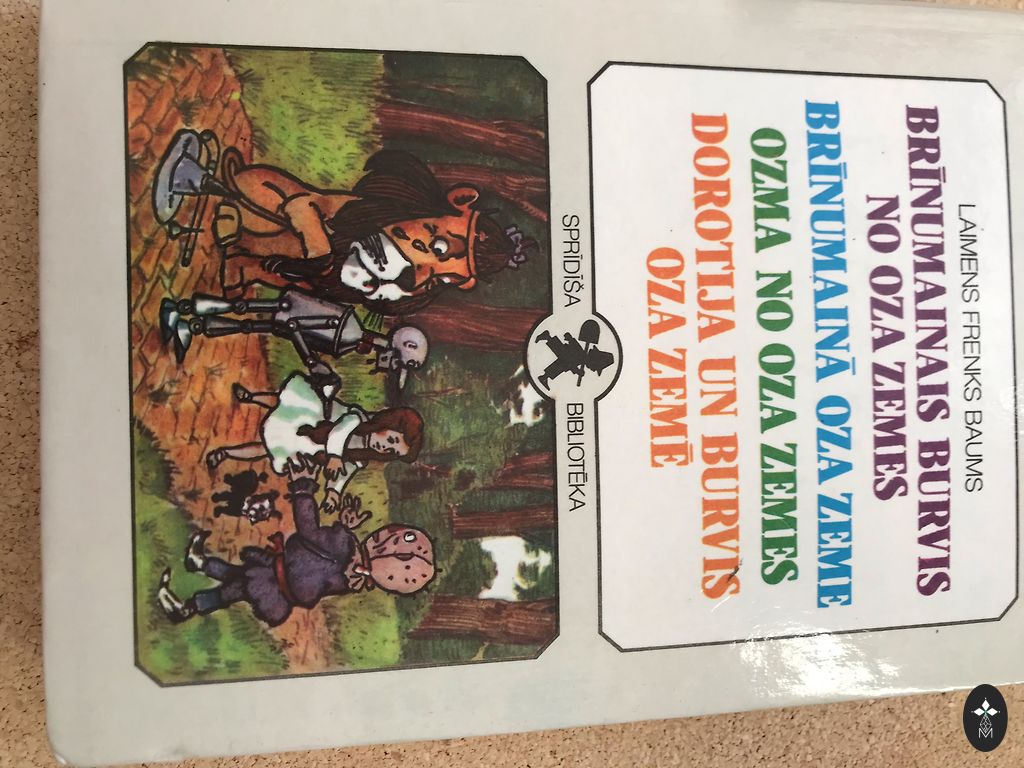 LAIMENS FRENKS BAUMS
BRĪNUMAINAIS BURVIS
NO OZA ZEMES
BRĪNUMAINĀ OZA ZEME
OZMA NO OZA ZEMES
DOROTIJA UN BURVIS
OZA ZEMĒ
SPRĪDĪŠA BIBLIOTĒKA
M